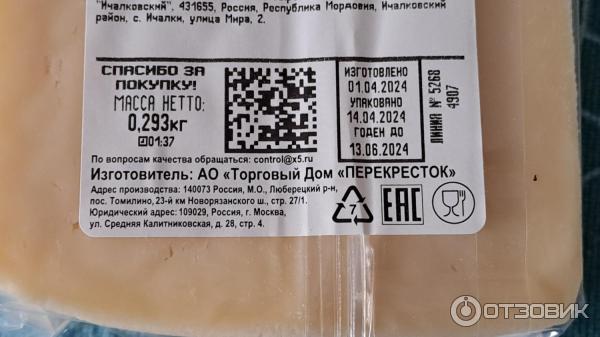 "Ичалковский", 431655, Россия, Республика Мордовия, Ичалковский
район, с. Ичалки, улица Мира, 2.
СПАСИБО ЗА
ПОКУПКУ!
МАССА НЕТТО:
0,293кг
01:37
ИЗГОТОВЛЕНО
01.04.2024
УПАКОВАНО
14.04.2024
ГОДЕН ДО
13.06.2024
ЛИНИЯ № 5268
4907
По вопросам качества обращаться: control@x5.ru
Изготовитель: АО «Торговый Дом «ПЕРЕКРЕСТОК»
Адрес производства: 140073 Россия, М.О., Люберецкий р-н,
пос. Томилино, 23-й км Новорязанского ш., стр. 27/1.
Юридический адрес: 109029, Россия, г. Москва,
ул. Средняя Калитниковская, д. 28, стр. 4.
7
EAC
ОТЗОВИК